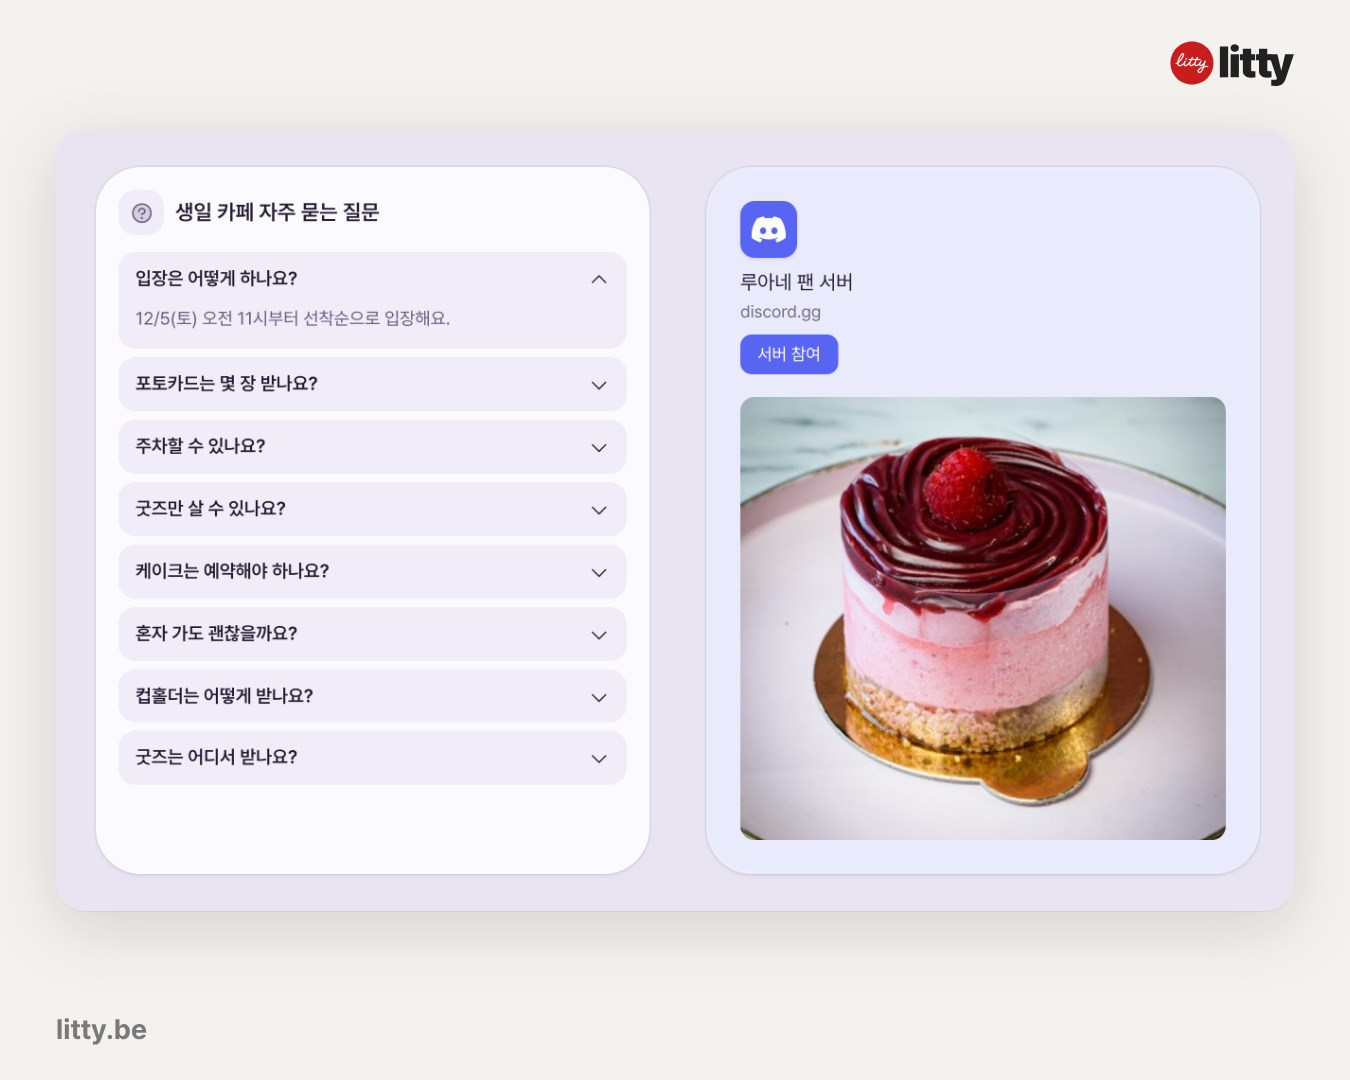 litty litty
생일 카페 자주 묻는 질문
입장은 어떻게 하나요?
12/5(토) 오전 11시부터 선착순으로 입장해요.
포토카드는 몇 장 받나요?
주차할 수 있나요?
굿즈만 살 수 있나요?
케이크는 예약해야 하나요?
혼자 가도 괜찮을까요?
컵홀더는 어떻게 받나요?
굿즈는 어디서 받나요?
루아네 팬 서버
discord.gg
서버 참여
litty.be